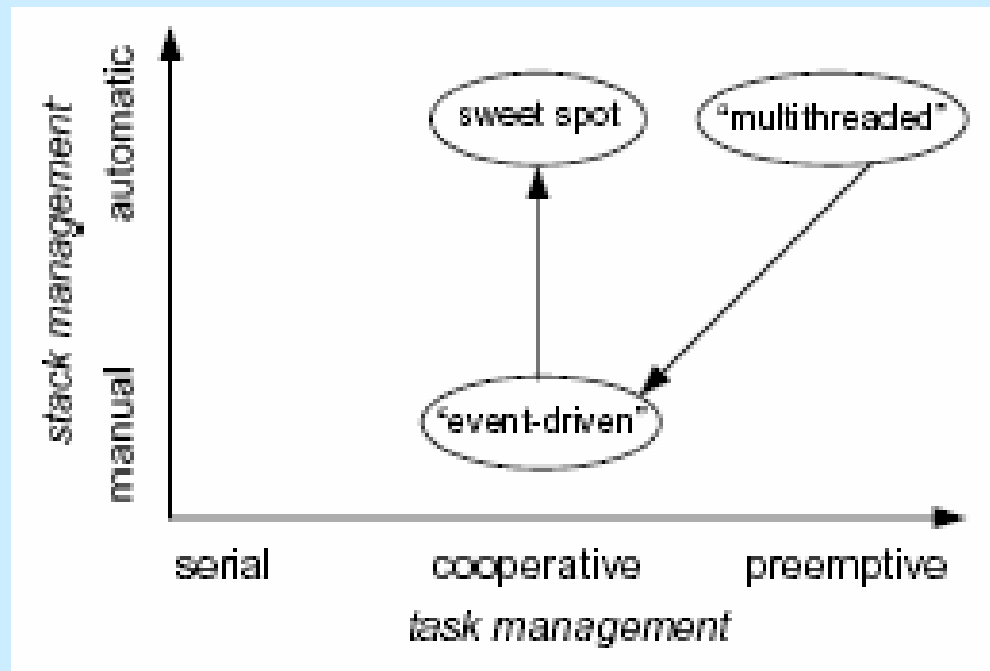 stack management
automatic
manual
sweet spot
"multithreaded"
"event-driven"
serial
cooperative
preemptive
task management